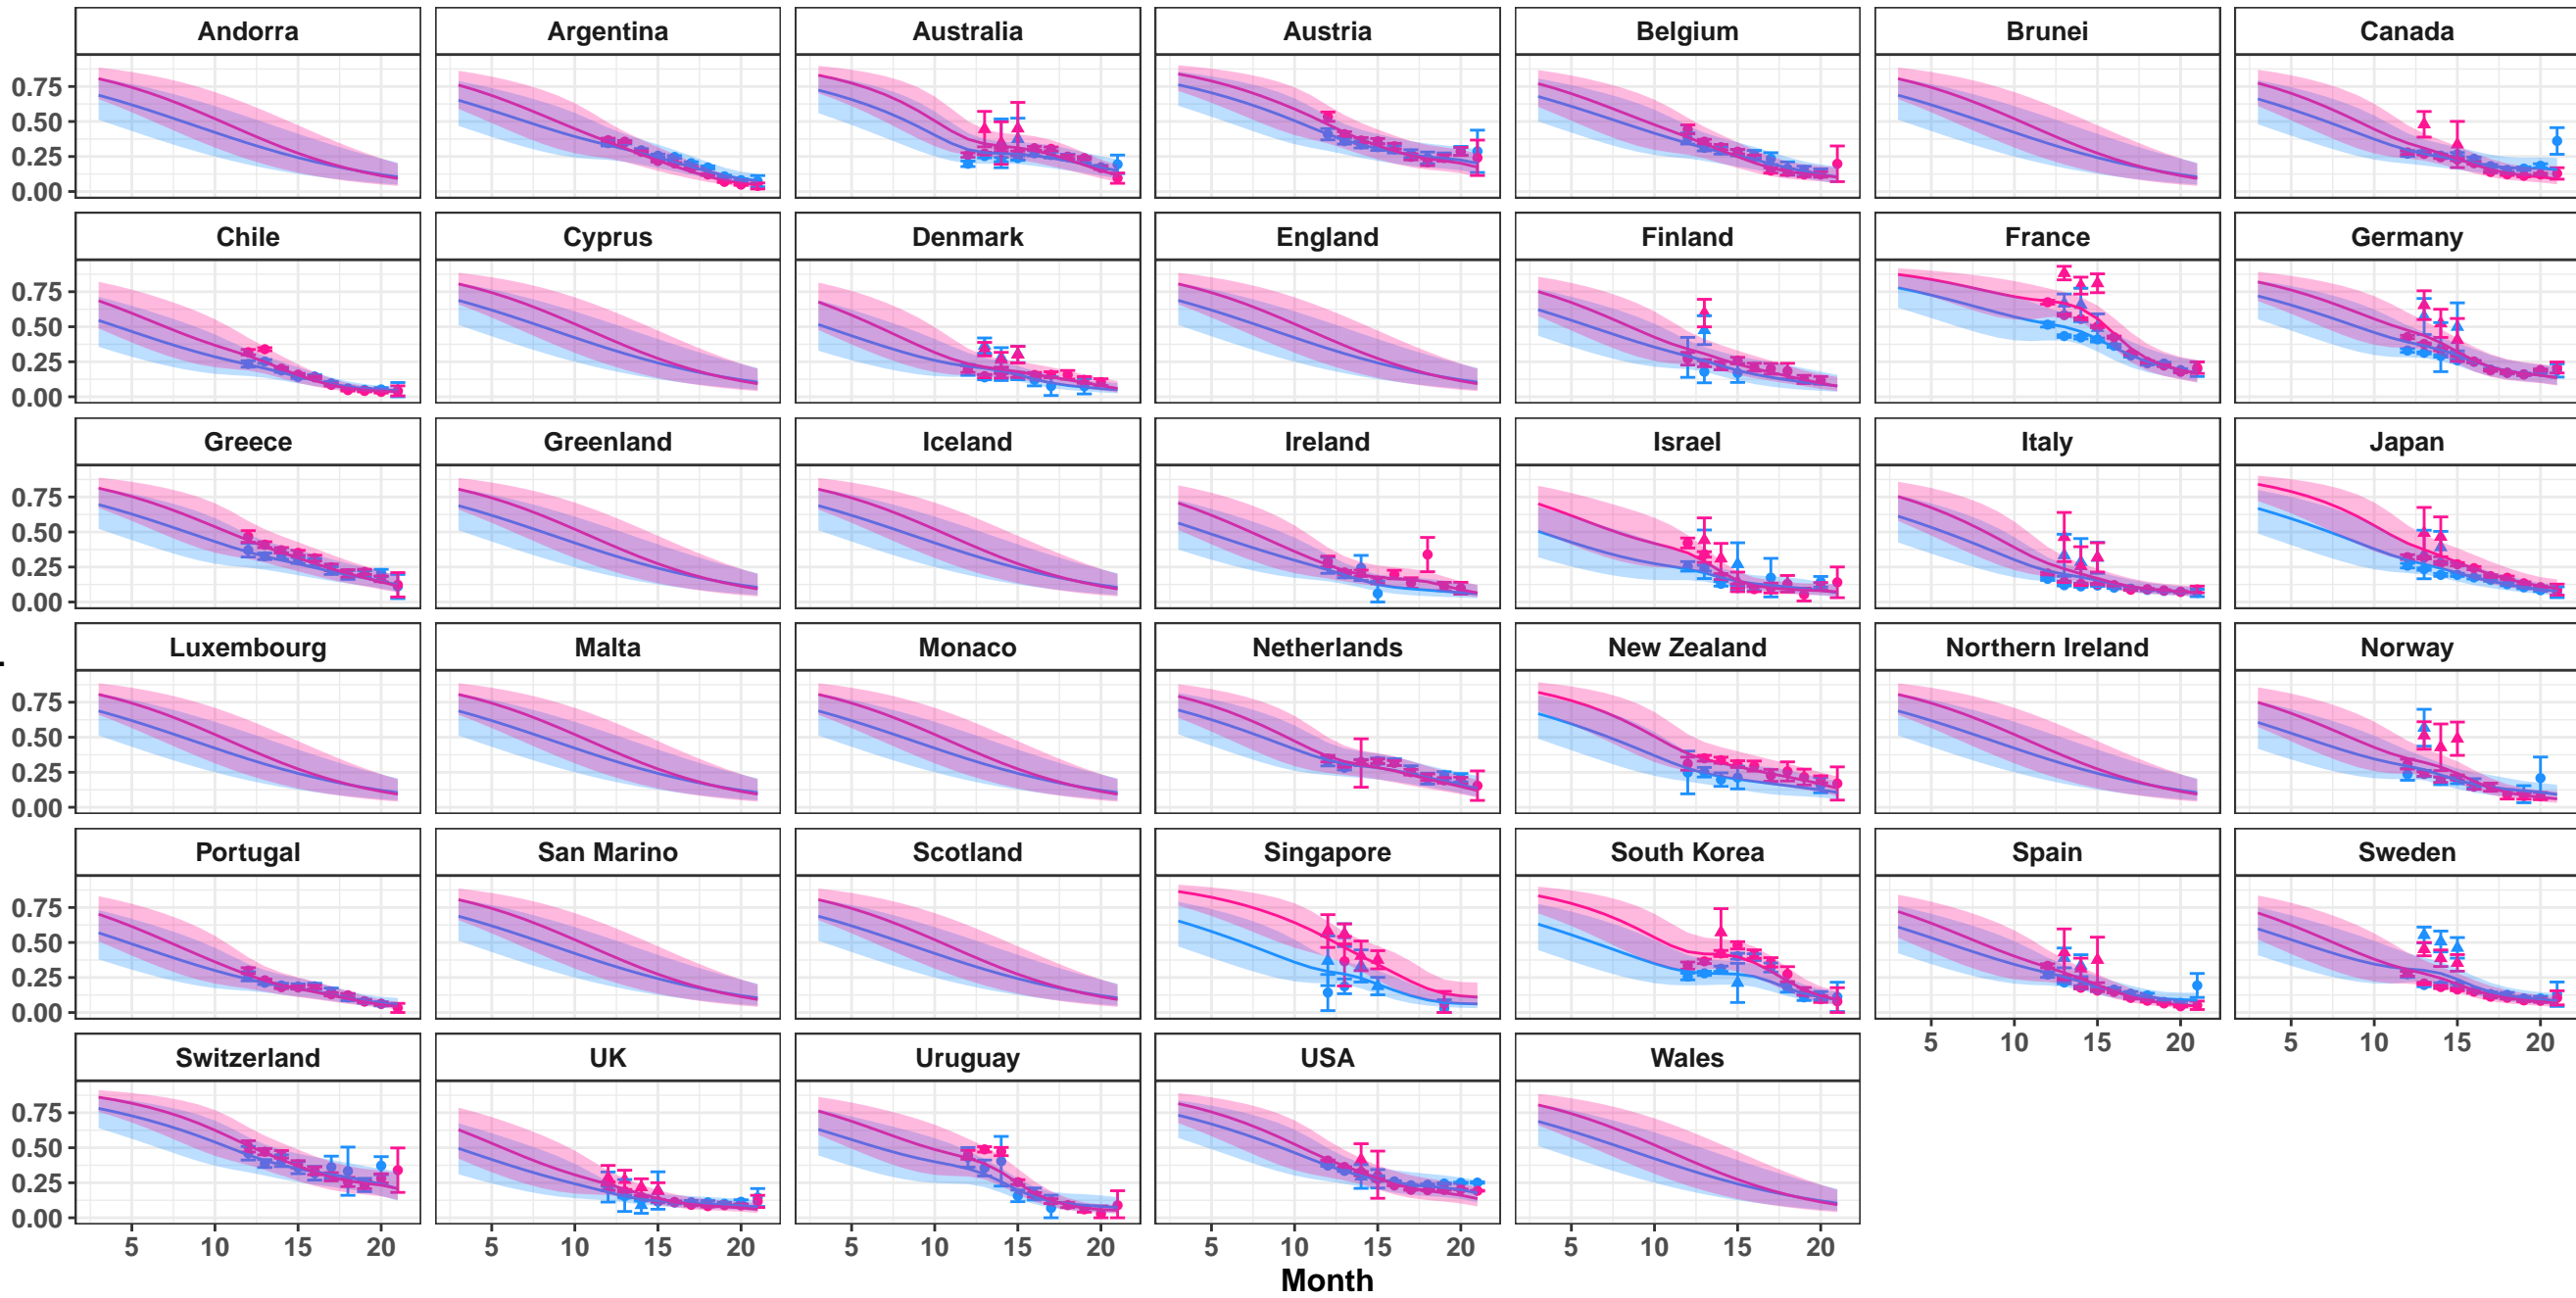 Andorra Argentina Australia Austria Belgium Brunei Canada
0.75
0.50
0.25
0.00
Chile Cyprus Denmark England Finland France Germany
0.75
0.50
0.25
0.00
Greece Greenland Iceland Ireland Israel Italy Japan
0.75
0.50
0.25
0.00
Luxembourg Malta Monaco Netherlands New Zealand Northern Ireland Norway
0.75
0.50
0.25
0.00
Portugal San Marino Scotland Singapore South Korea Spain Sweden
0.75
0.50
0.25
0.00
5 10 15 20 5 10 15 20
Switzerland UK Uruguay USA Wales
0.75
0.50
0.25
0.00
5 10 15 20 5 10 15 20 5 10 15 20 5 10 15 20 5 10 15 20
Month